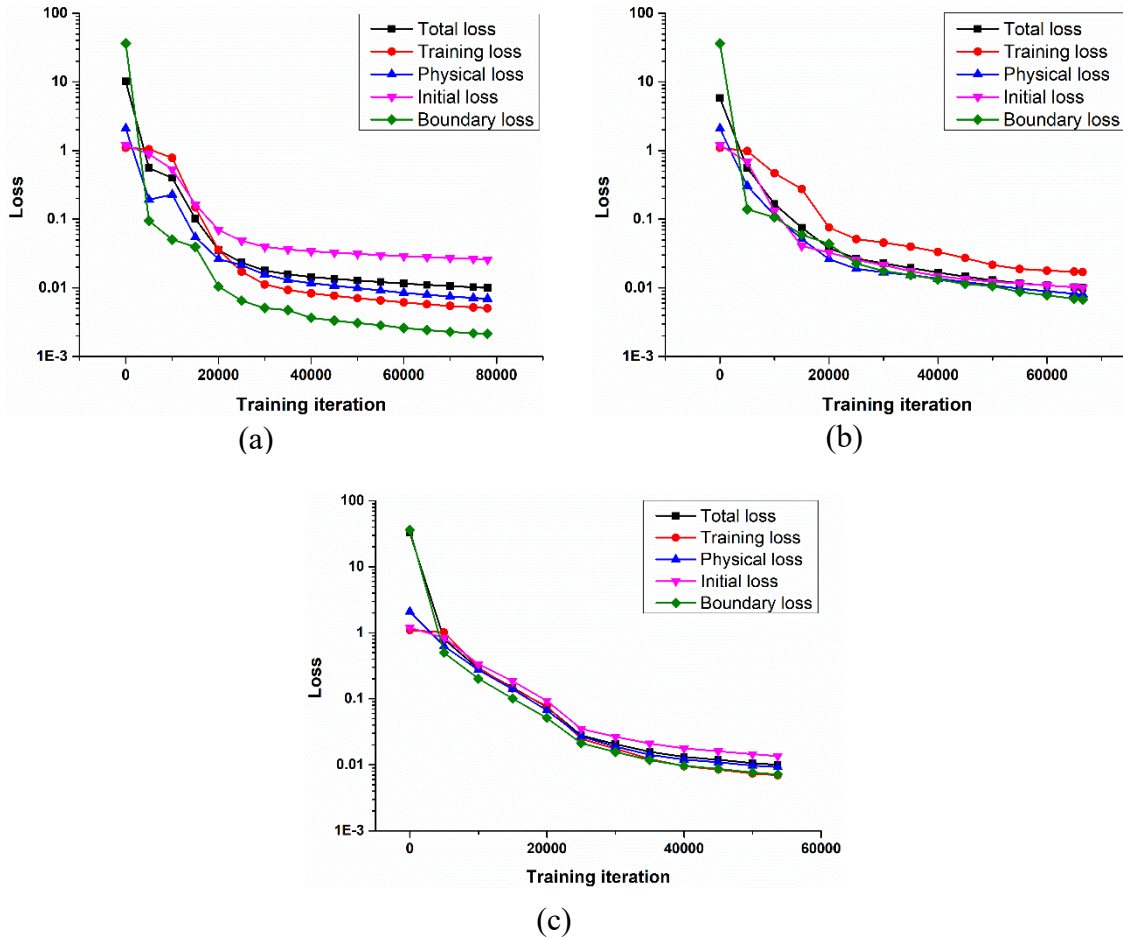 100
10
1
0.1
0.01
1E-3
Loss
Total loss
Training loss
Physical loss
Initial loss
Boundary loss
0 20000 40000 60000 80000
Training iteration
(a)
100
10
1
0.1
0.01
1E-3
Loss
Total loss
Training loss
Physical loss
Initial loss
Boundary loss
0 20000 40000 60000
Training iteration
(b)
100
10
1
0.1
0.01
1E-3
Loss
Total loss
Training loss
Physical loss
Initial loss
Boundary loss
0 20000 40000 60000
Training iteration
(c)